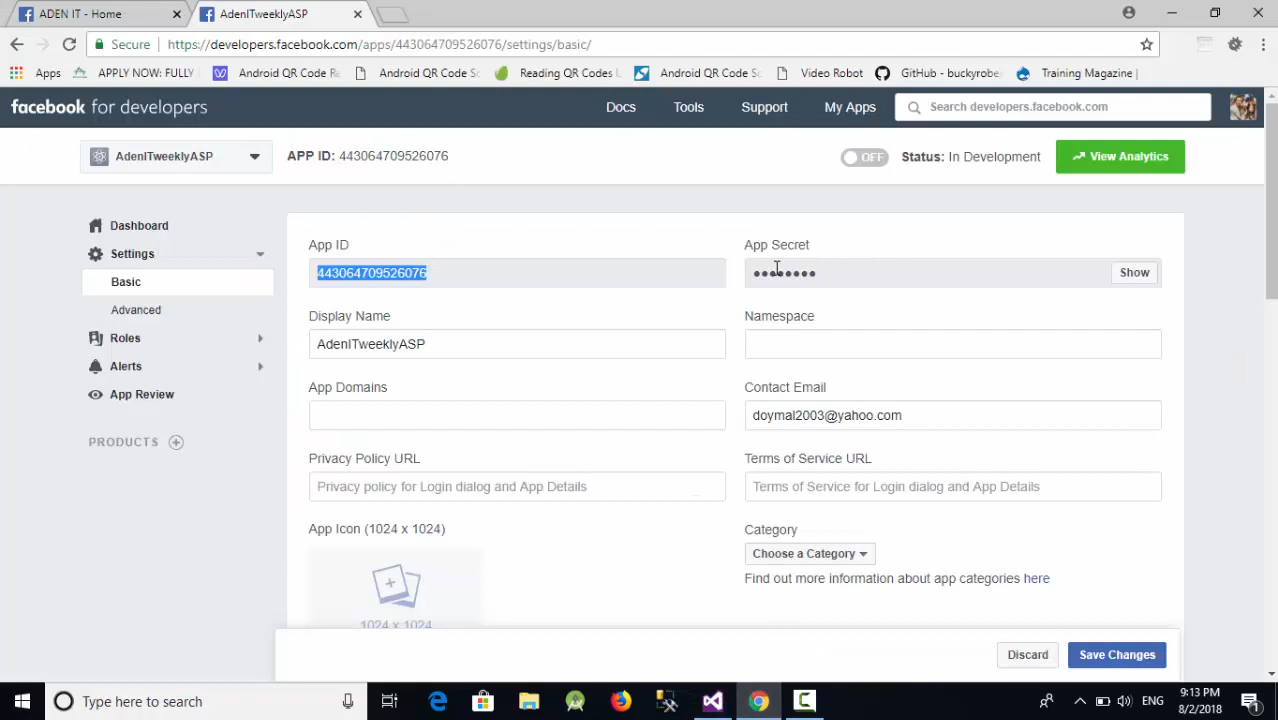 ADEN IT - Home
AdenITweeklyASP
Secure
https://developers.facebook.com/apps/443064709526076/settings/basic/
Apps
APPLY NOW: FULLY
Android QR Code Re
Android QR Code Sc
Reading QR Codes U
Android QR Code Sc
Video Robot
GitHub - buckyrobe
Training Magazine |
facebook for developers
Docs
Tools
Support
My Apps
Search developers.facebook.com
AdenITweeklyASP
APP ID: 443064709526076
OFF
Status: In Development
View Analytics
Dashboard
Settings
Basic
Advanced
Roles
Alerts
App Review
PRODUCTS
App ID
443064709526076
App Secret
••••••••
Show
Display Name
AdenITweeklyASP
Namespace
App Domains
Contact Email
doymal2003@yahoo.com
Privacy Policy URL
Privacy policy for Login dialog and App Details
Terms of Service URL
Terms of Service for Login dialog and App Details
App Icon (1024 x 1024)
1024 x 1024
Category
Choose a Category
Find out more information about app categories here
Discard
Save Changes
Type here to search
ENG
9:13 PM
8/2/2018
1